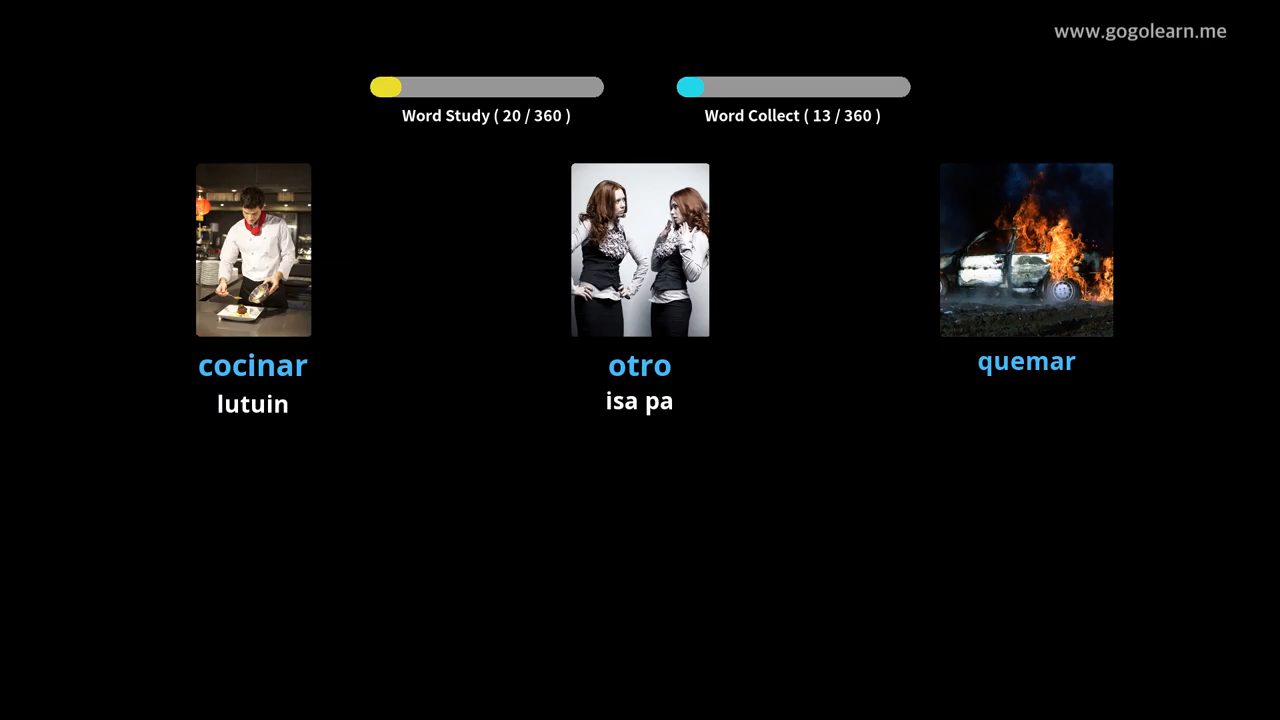 www.gogolearn.me
Word Study ( 20 / 360 )
Word Collect ( 13 / 360 )
cocinar
lutuin
otro
isa pa
quemar